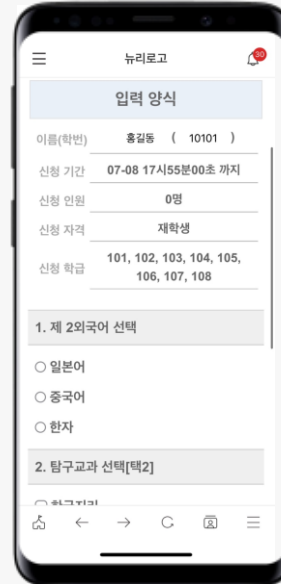 뉴리로고
30
입력 양식
이름(학번) 홍길동 ( 10101 )
신청 기간 07-08 17시55분00초 까지
신청 인원 0명
신청 자격 재학생
신청 학급 101, 102, 103, 104, 105,
106, 107, 108
1. 제 2외국어 선택
일본어
중국어
한자
2. 탐구교과 선택[택2]
한국지리